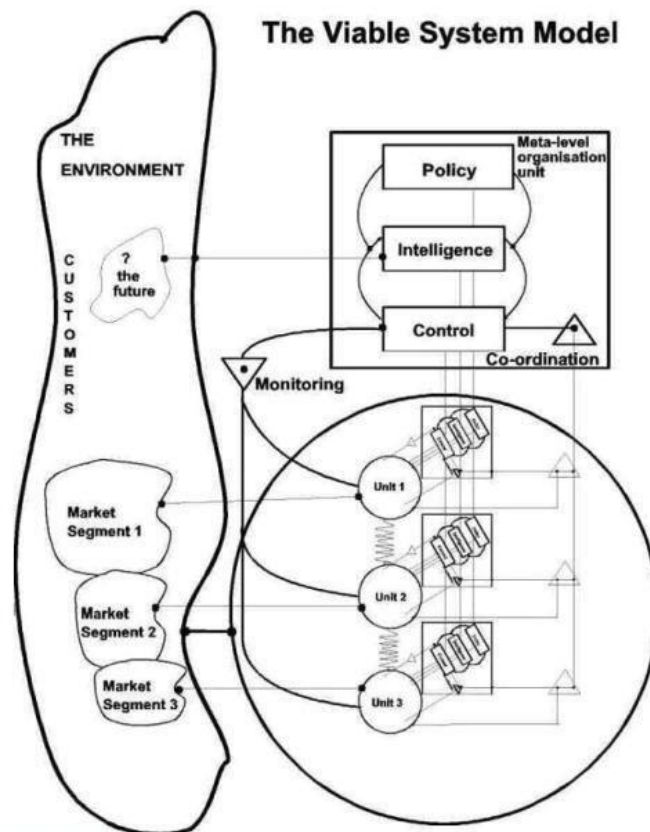 The Viable System Model
THE
ENVIRONMENT
CUSTOMERS
?
the
future
Market
Segment 1
Market
Segment 2
Market
Segment 3
Meta-level
organisation
unit
Policy
Intelligence
Control
Co-ordination
Monitoring
Unit 1
Unit 2
Unit 3